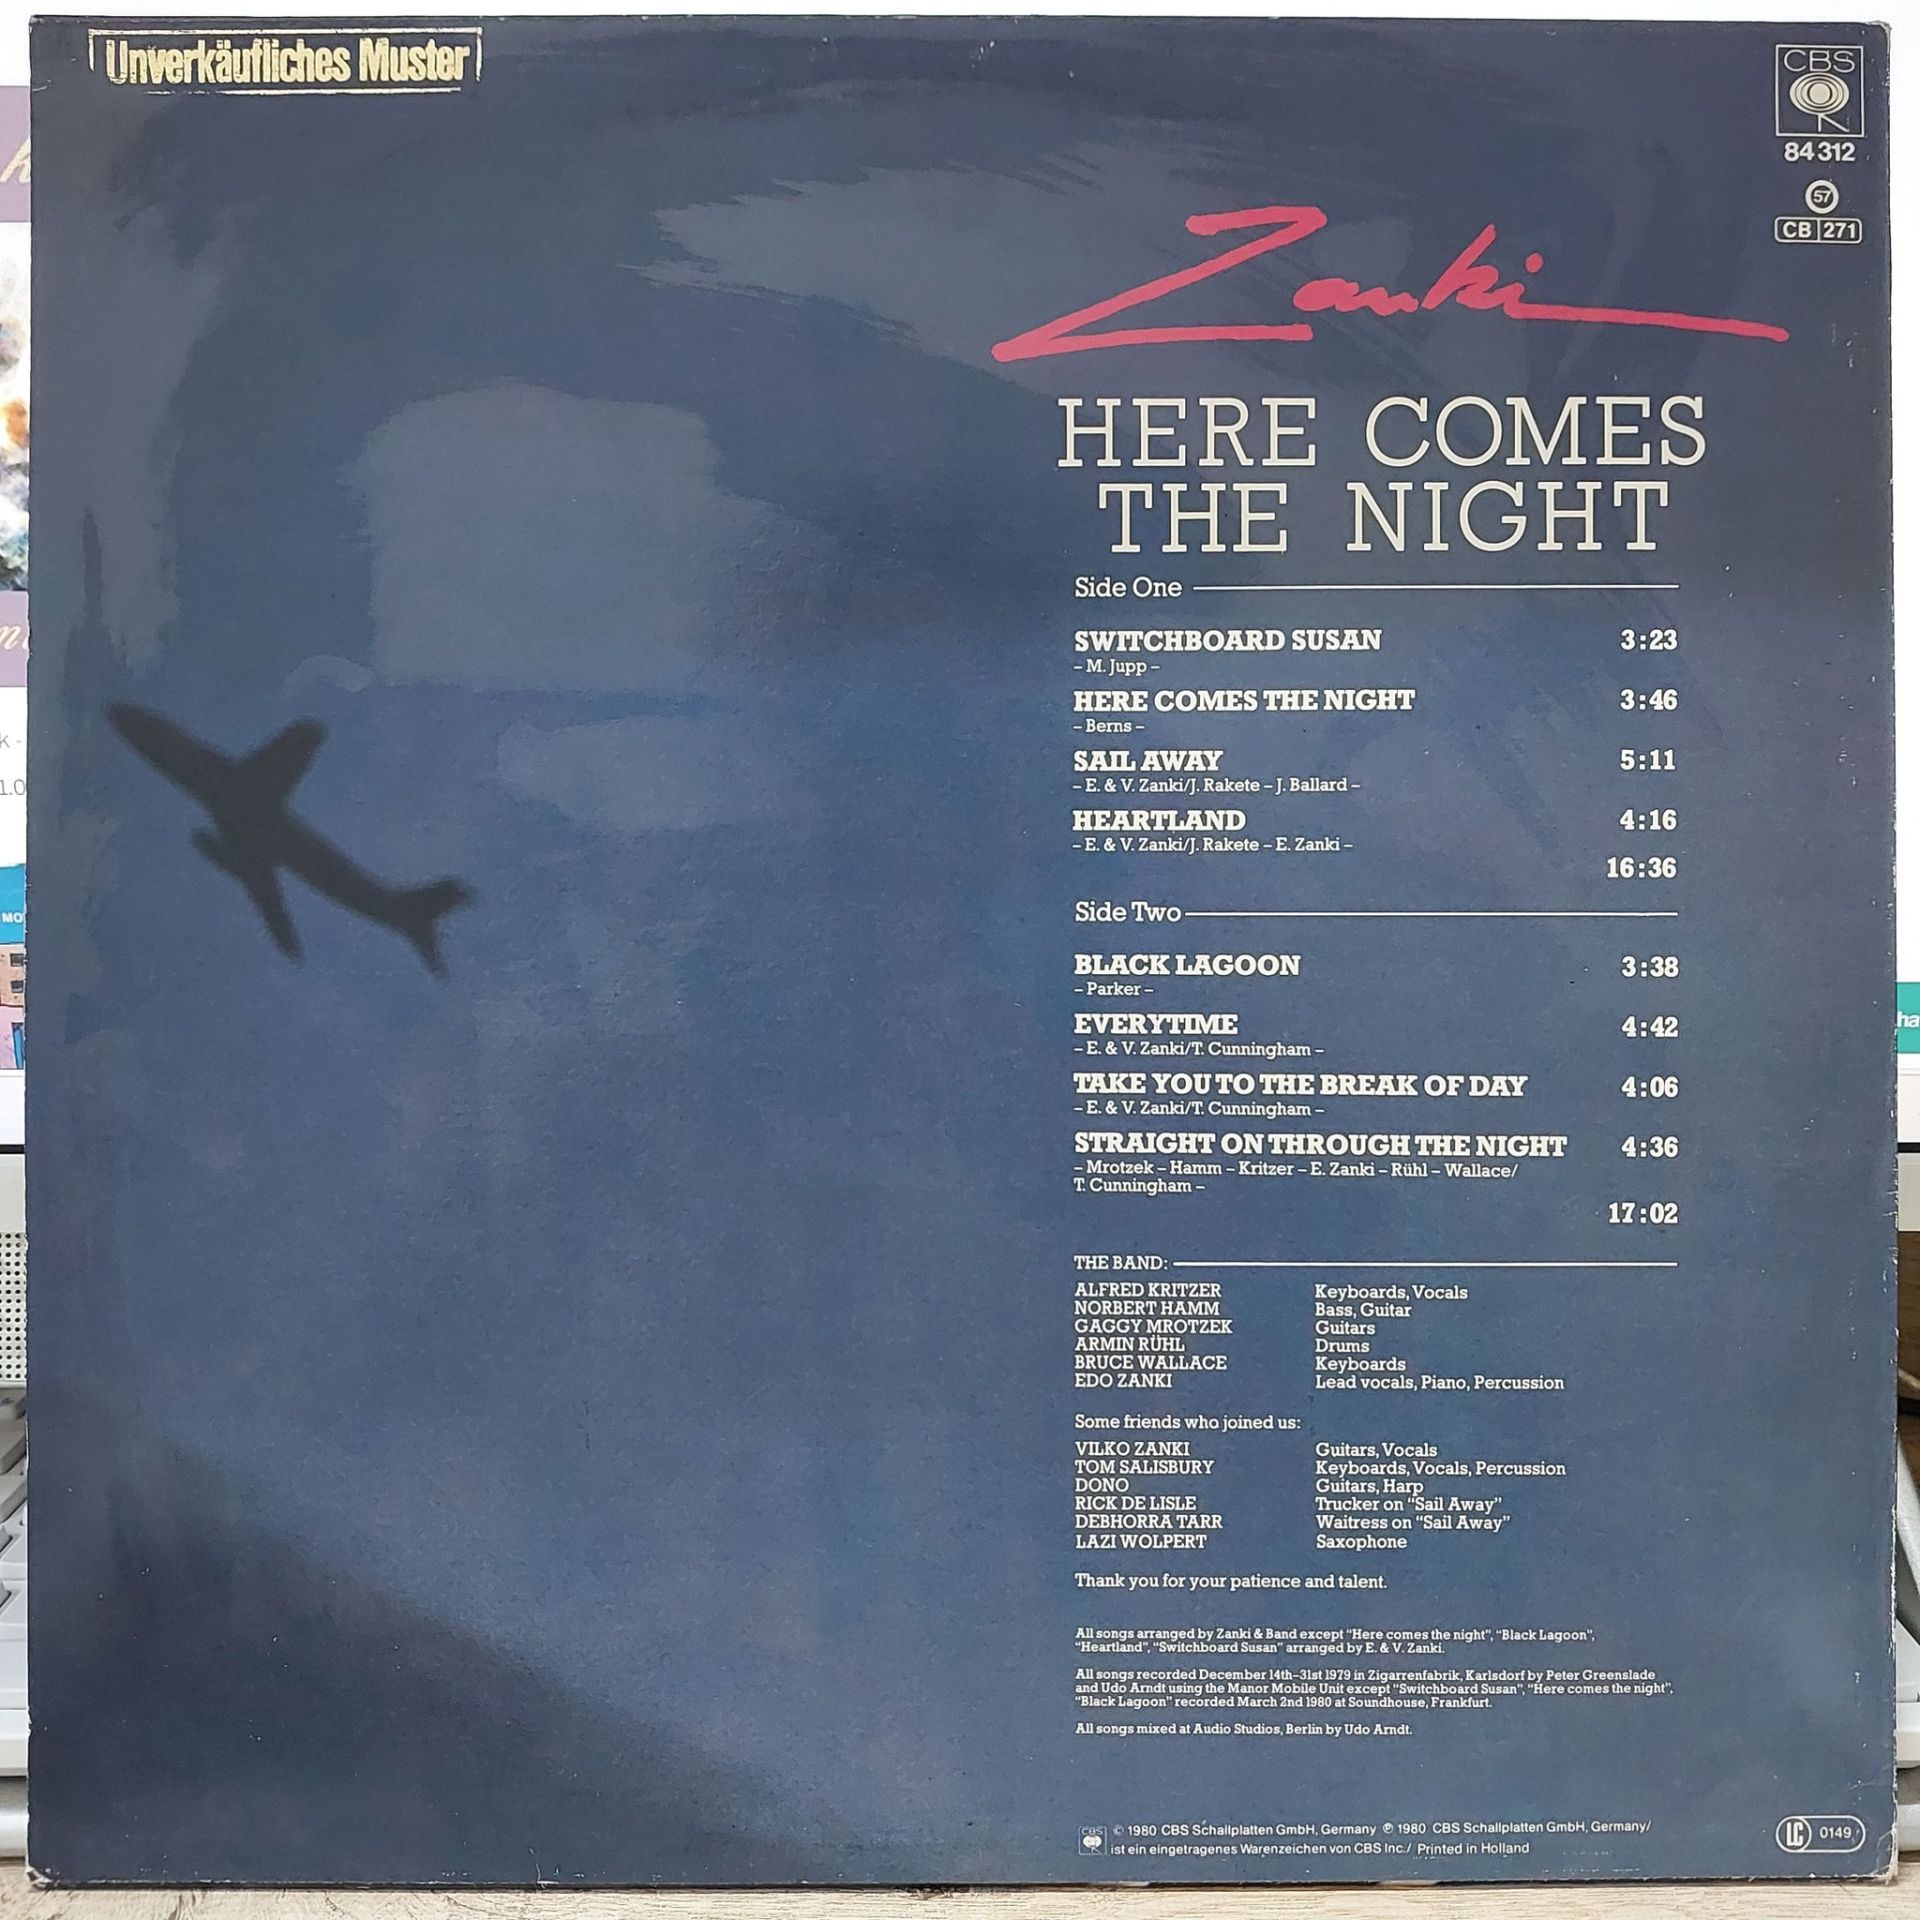 Unverkäufliches Muster
CBS
84312
57
CB 271
Zanki
HERE COMES
THE NIGHT
Side One
SWITCHBOARD SUSAN 3:23
– M. Jupp –
HERE COMES THE NIGHT 3:46
– Berns –
SAIL AWAY 5:11
– E. & V. Zanki/J. Rakete – J. Ballard –
HEARTLAND 4:16
– E. & V. Zanki/J. Rakete – E. Zanki –
16:36
Side Two
BLACK LAGOON 3:38
– Parker –
EVERYTIME 4:42
– E. & V. Zanki/T. Cunningham –
TAKE YOU TO THE BREAK OF DAY 4:06
– E. & V. Zanki/T. Cunningham –
STRAIGHT ON THROUGH THE NIGHT 4:36
– Mrotzek – Hamm – Kritzer – E. Zanki – Rühl – Wallace/
T. Cunningham –
17:02
THE BAND:
ALFRED KRITZER Keyboards, Vocals
NORBERT HAMM Bass, Guitar
GAGGY MROTZEK Guitars
ARMIN RÜHL Drums
BRUCE WALLACE Keyboards
EDO ZANKI Lead vocals, Piano, Percussion
Some friends who joined us:
VILKO ZANKI Guitars, Vocals
TOM SALISBURY Keyboards, Vocals, Percussion
DONO Guitars, Harp
RICK DE LISLE Trucker on “Sail Away”
DEBHORRA TARR Waitress on “Sail Away”
LAZI WOLPERT Saxophone
Thank you for your patience and talent.
All songs arranged by Zanki & Band except “Here comes the night”, “Black Lagoon”,
“Heartland”, “Switchboard Susan” arranged by E. & V. Zanki.
All songs recorded December 14th–31st 1979 in Zigarrenfabrik, Karlsdorf by Peter Greenslade
and Udo Arndt using the Manor Mobile Unit except “Switchboard Susan”, “Here comes the night”,
“Black Lagoon” recorded March 2nd 1980 at Soundhouse, Frankfurt.
All songs mixed at Audio Studios, Berlin by Udo Arndt.
CBS © 1980 CBS Schallplatten GmbH, Germany ℗ 1980 CBS Schallplatten GmbH, Germany/
ist ein eingetragenes Warenzeichen von CBS Inc./ Printed in Holland
LC 0149